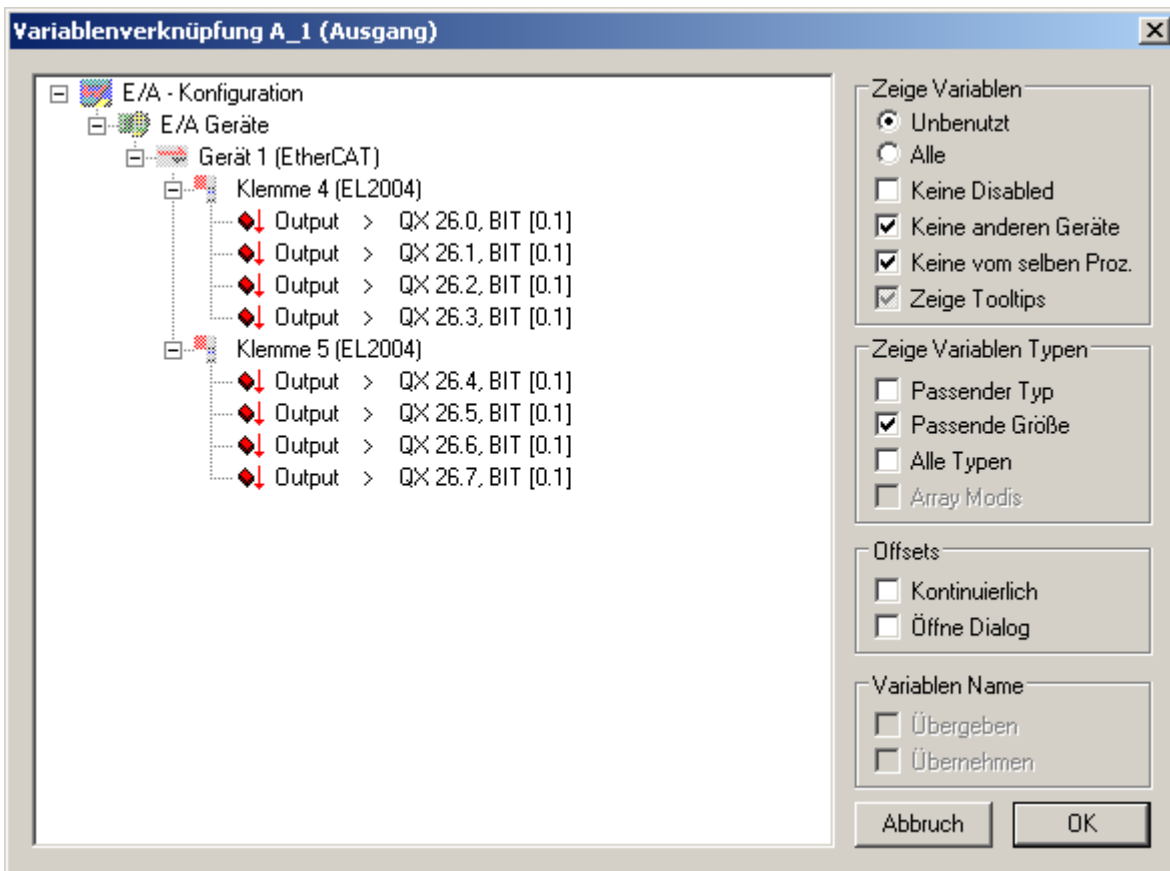 Variablenverknüpfung A_1 (Ausgang)
E/A - Konfiguration
E/A Geräte
Gerät 1 (EtherCAT)
Klemme 4 (EL2004)
Output > QX 26.0, BIT [0.1]
Output > QX 26.1, BIT [0.1]
Output > QX 26.2, BIT [0.1]
Output > QX 26.3, BIT [0.1]
Klemme 5 (EL2004)
Output > QX 26.4, BIT [0.1]
Output > QX 26.5, BIT [0.1]
Output > QX 26.6, BIT [0.1]
Output > QX 26.7, BIT [0.1]
Zeige Variablen
Unbenutzt
Alle
Keine Disabled
Keine anderen Geräte
Keine vom selben Proz.
Zeige Tooltips
Zeige Variablen Typen
Passender Typ
Passende Größe
Alle Typen
Array Modis
Offsets
Kontinuierlich
Öffne Dialog
Variablen Name
Übergeben
Übernehmen
Abbruch
OK